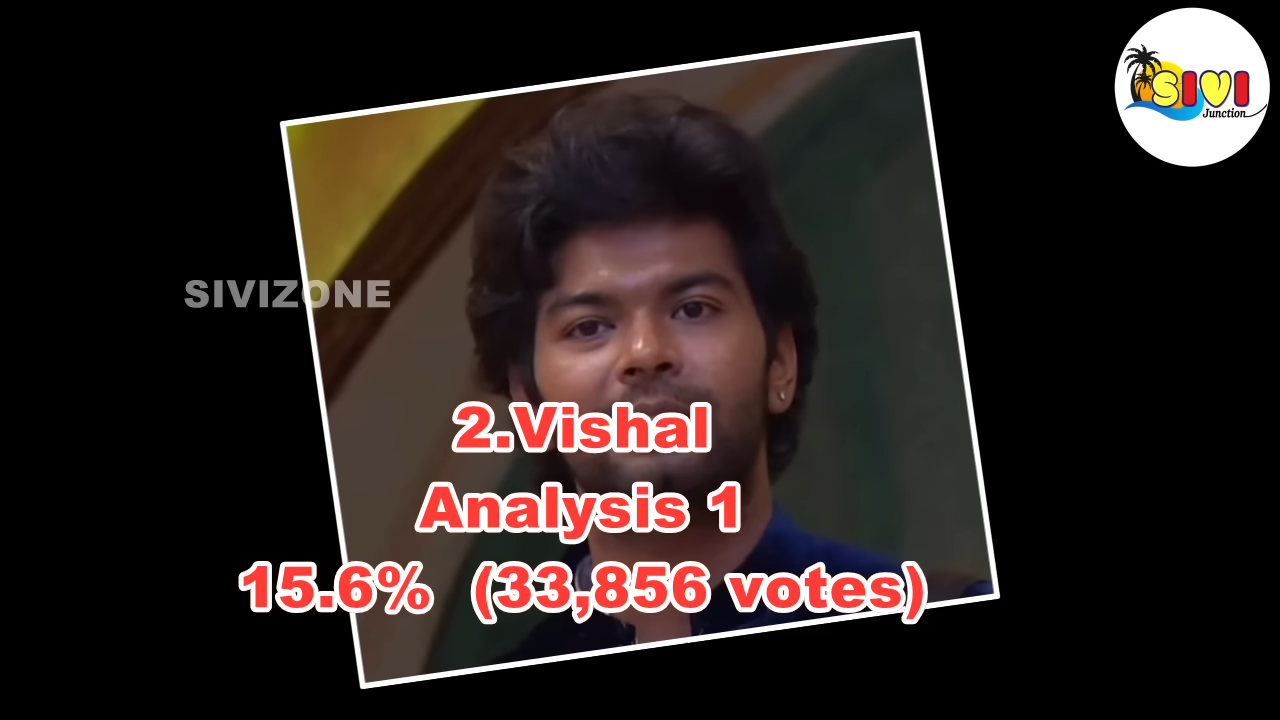 SIVI
Junction
SIVIZONE
2.Vishal
Analysis 1
15.6% (33,856 votes)